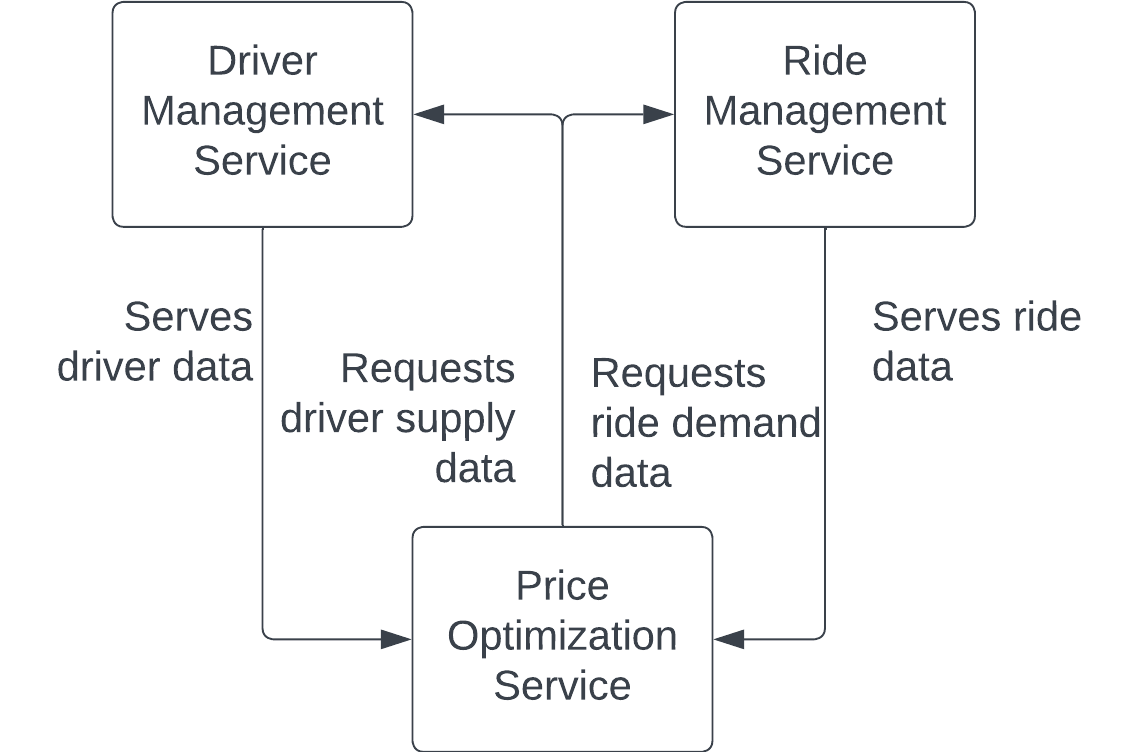 Driver
Management
Service
Ride
Management
Service
Serves
driver data
Requests
driver supply
data
Requests
ride demand
data
Serves ride
data
Price
Optimization
Service